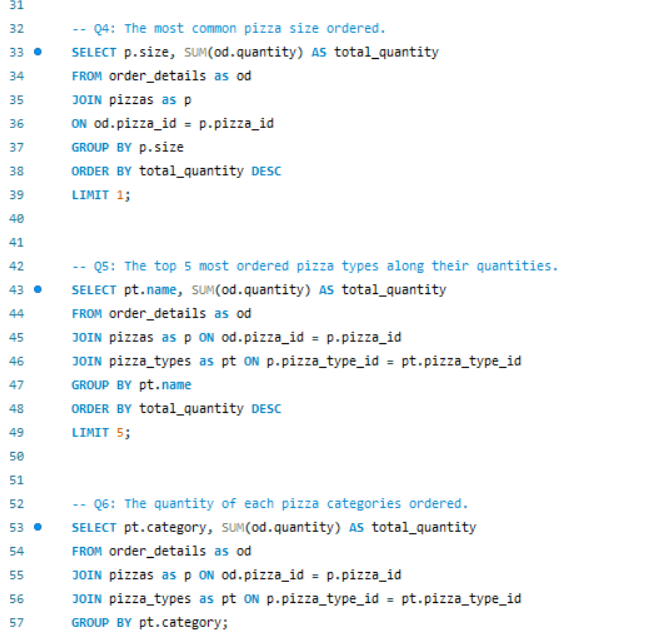 31
32 -- Q4: The most common pizza size ordered.
33 SELECT p.size, SUM(od.quantity) AS total_quantity
34 FROM order_details as od
35 JOIN pizzas as p
36 ON od.pizza_id = p.pizza_id
37 GROUP BY p.size
38 ORDER BY total_quantity DESC
39 LIMIT 1;
40
41
42 -- Q5: The top 5 most ordered pizza types along their quantities.
43 SELECT pt.name, SUM(od.quantity) AS total_quantity
44 FROM order_details as od
45 JOIN pizzas as p ON od.pizza_id = p.pizza_id
46 JOIN pizza_types as pt ON p.pizza_type_id = pt.pizza_type_id
47 GROUP BY pt.name
48 ORDER BY total_quantity DESC
49 LIMIT 5;
50
51
52 -- Q6: The quantity of each pizza categories ordered.
53 SELECT pt.category, SUM(od.quantity) AS total_quantity
54 FROM order_details as od
55 JOIN pizzas as p ON od.pizza_id = p.pizza_id
56 JOIN pizza_types as pt ON p.pizza_type_id = pt.pizza_type_id
57 GROUP BY pt.category;